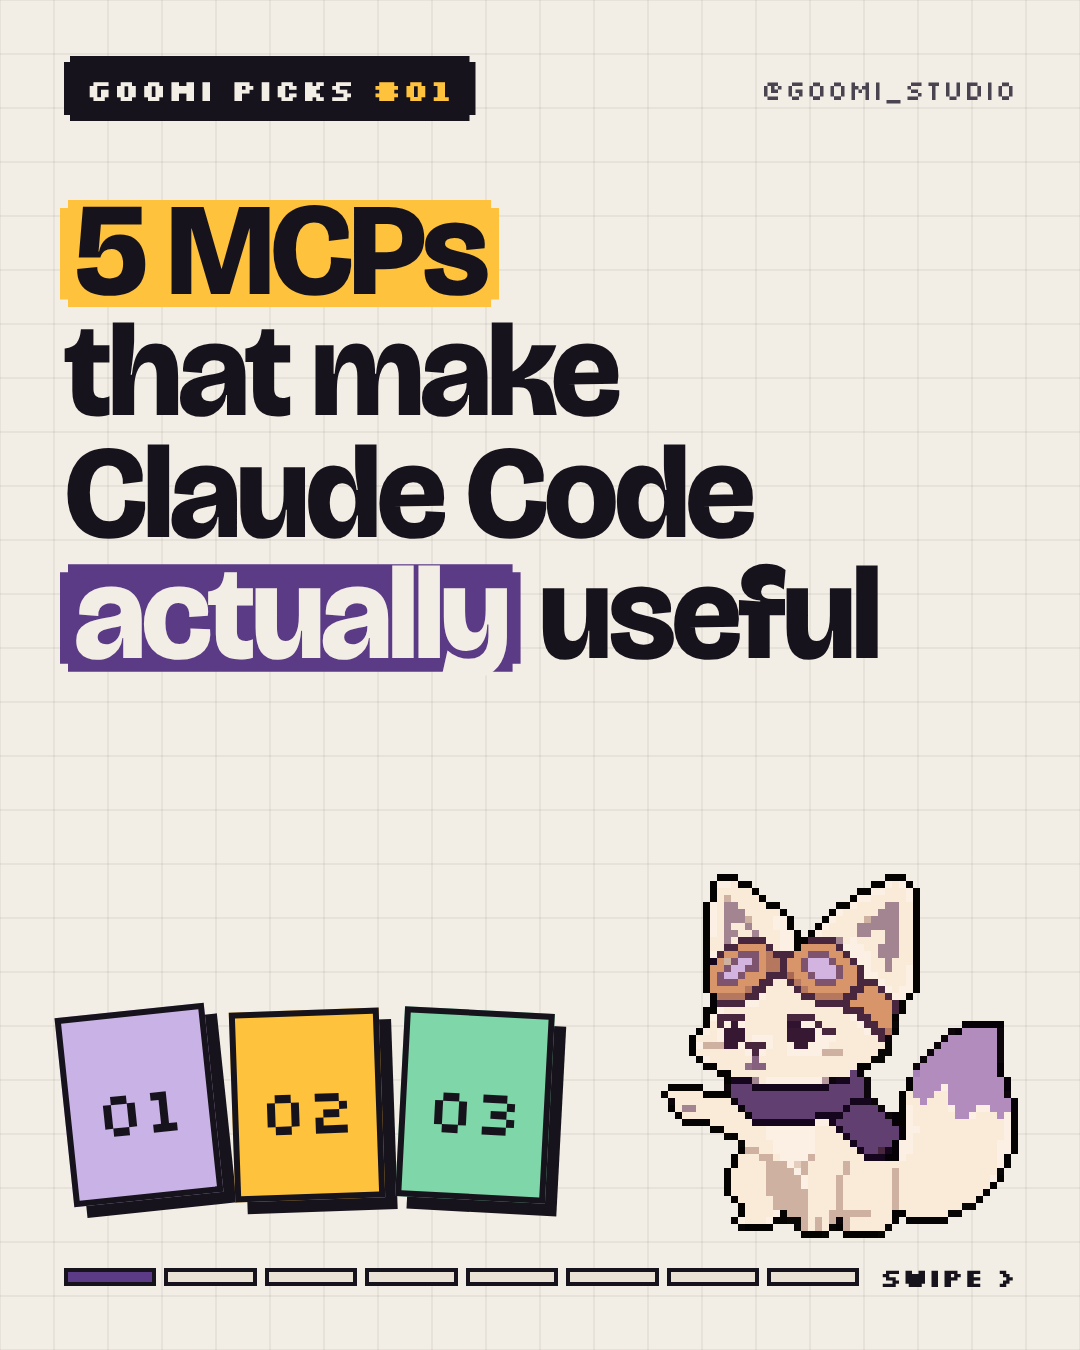 GOOMI PICKS #01
@GOOMI_STUDIO
5 MCPs
that make
Claude Code
actually useful
01
02
03
SWIPE >